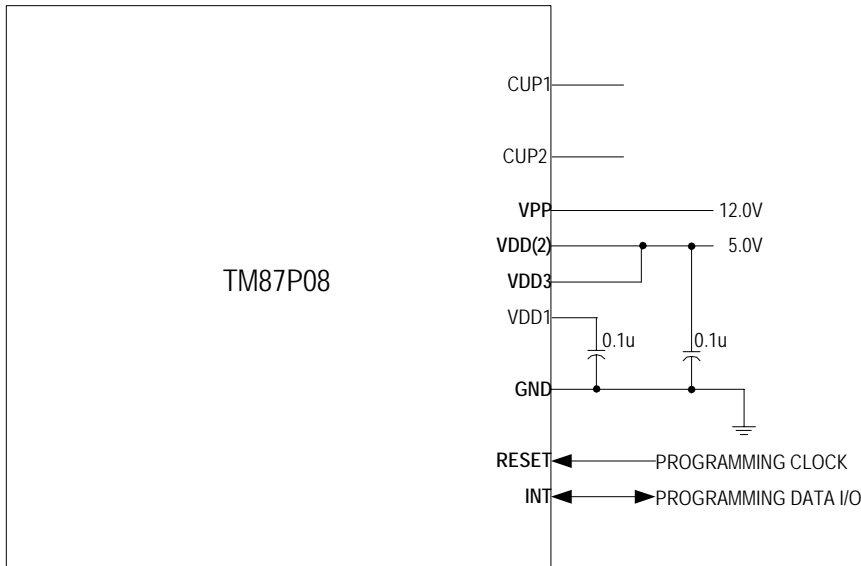 CUP1
CUP2
VPP 12.0V
VDD(2) 5.0V
VDD3
TM87P08
VDD1
0.1u 0.1u
GND
RESET PROGRAMMING CLOCK
INT PROGRAMMING DATA I/O